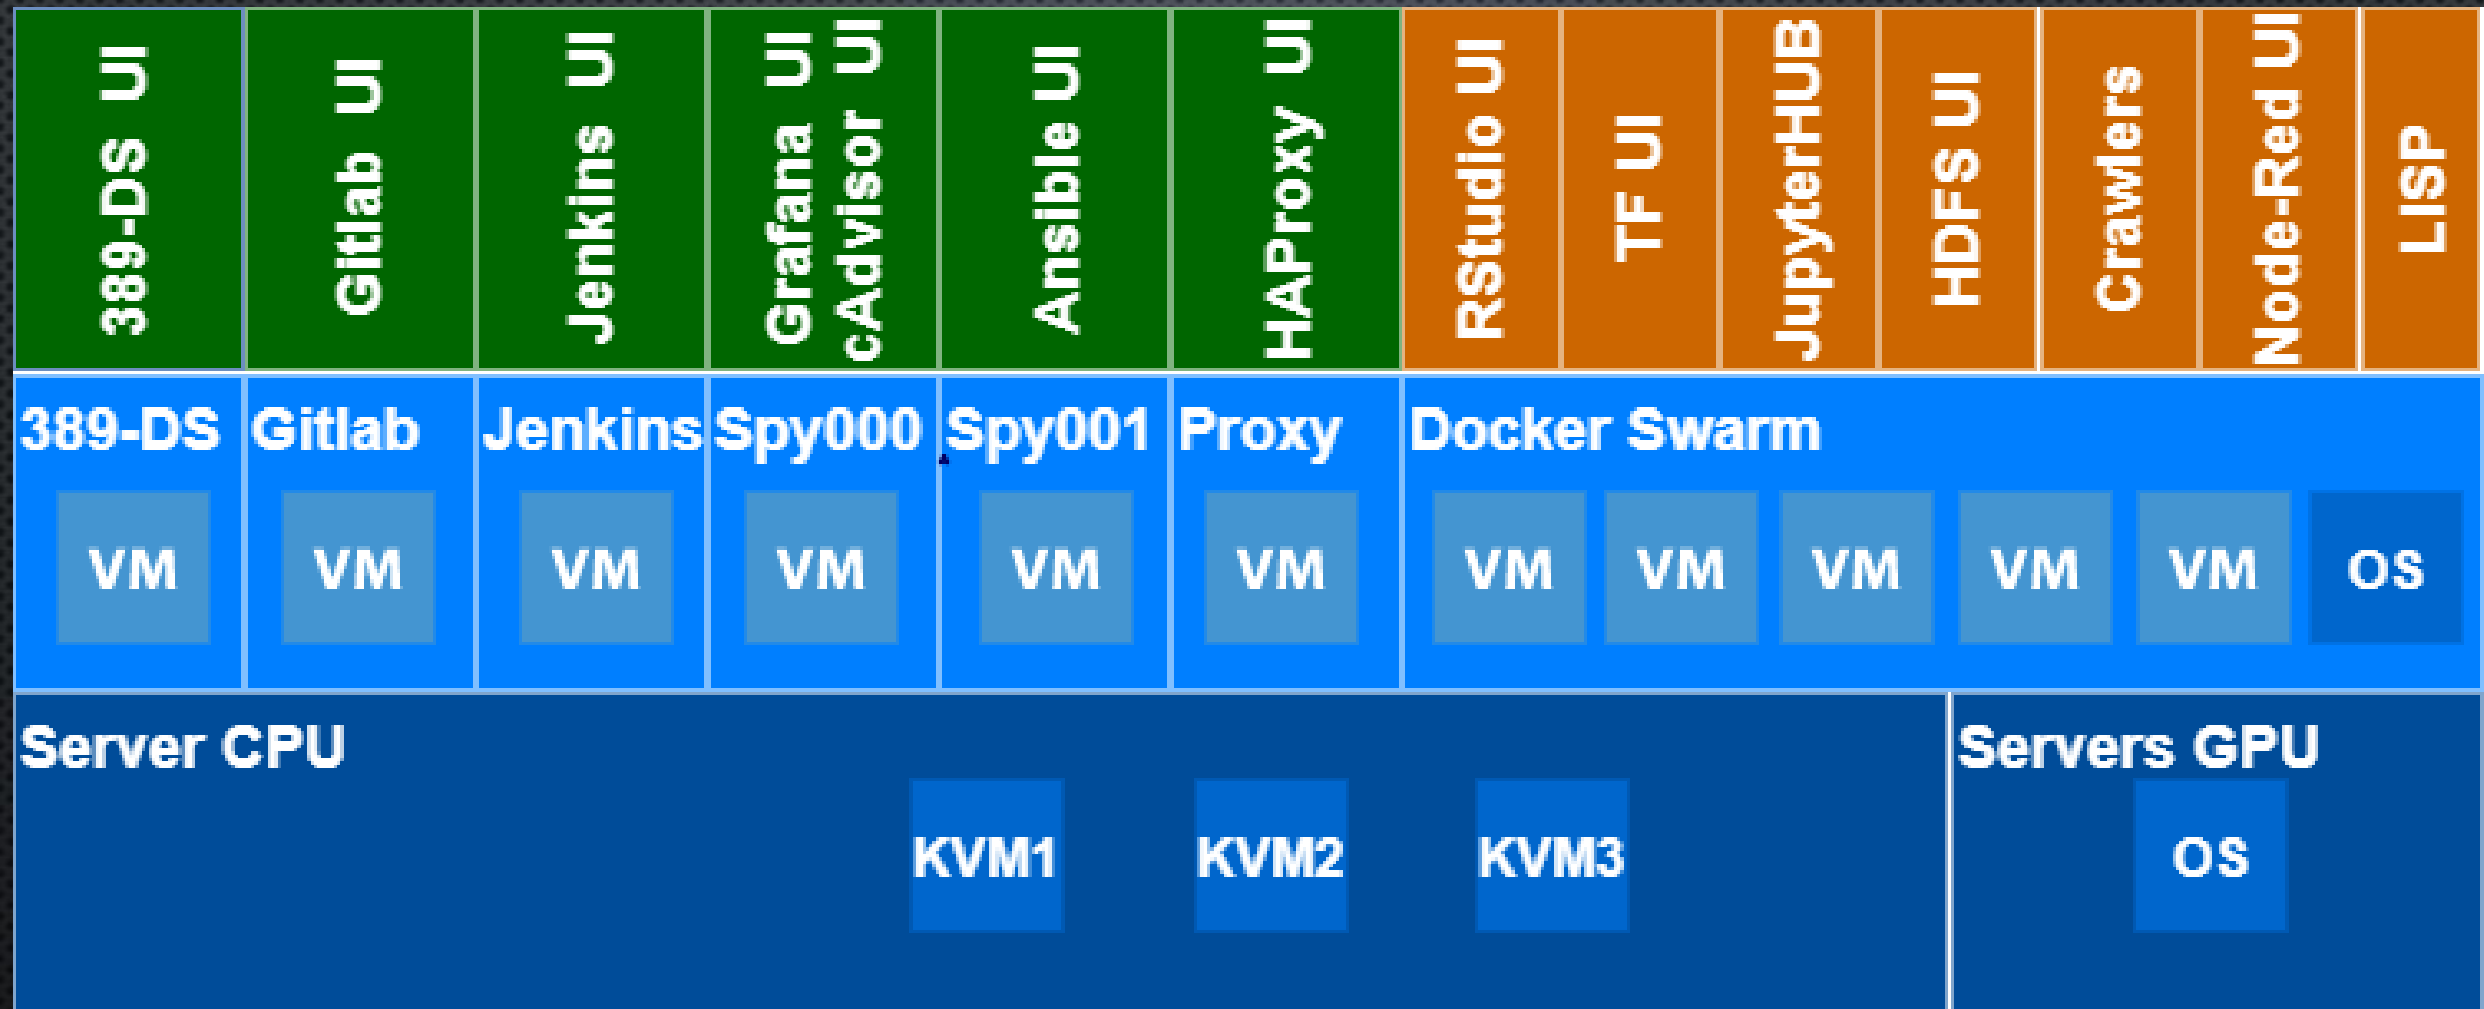 389-DS UI
Gitlab UI
Jenkins UI
Grafana UI
cAdvisor UI
Ansible UI
HAProxy UI
RStudio UI
TF UI
JupyterHUB
HDFS UI
Crawlers
Node-Red UI
LISP
389-DS
Gitlab
Jenkins
Spy000
Spy001
Proxy
Docker Swarm
VM
VM
VM
VM
VM
VM
VM
VM
VM
VM
VM
OS
Server CPU
Servers GPU
KVM1
KVM2
KVM3
OS